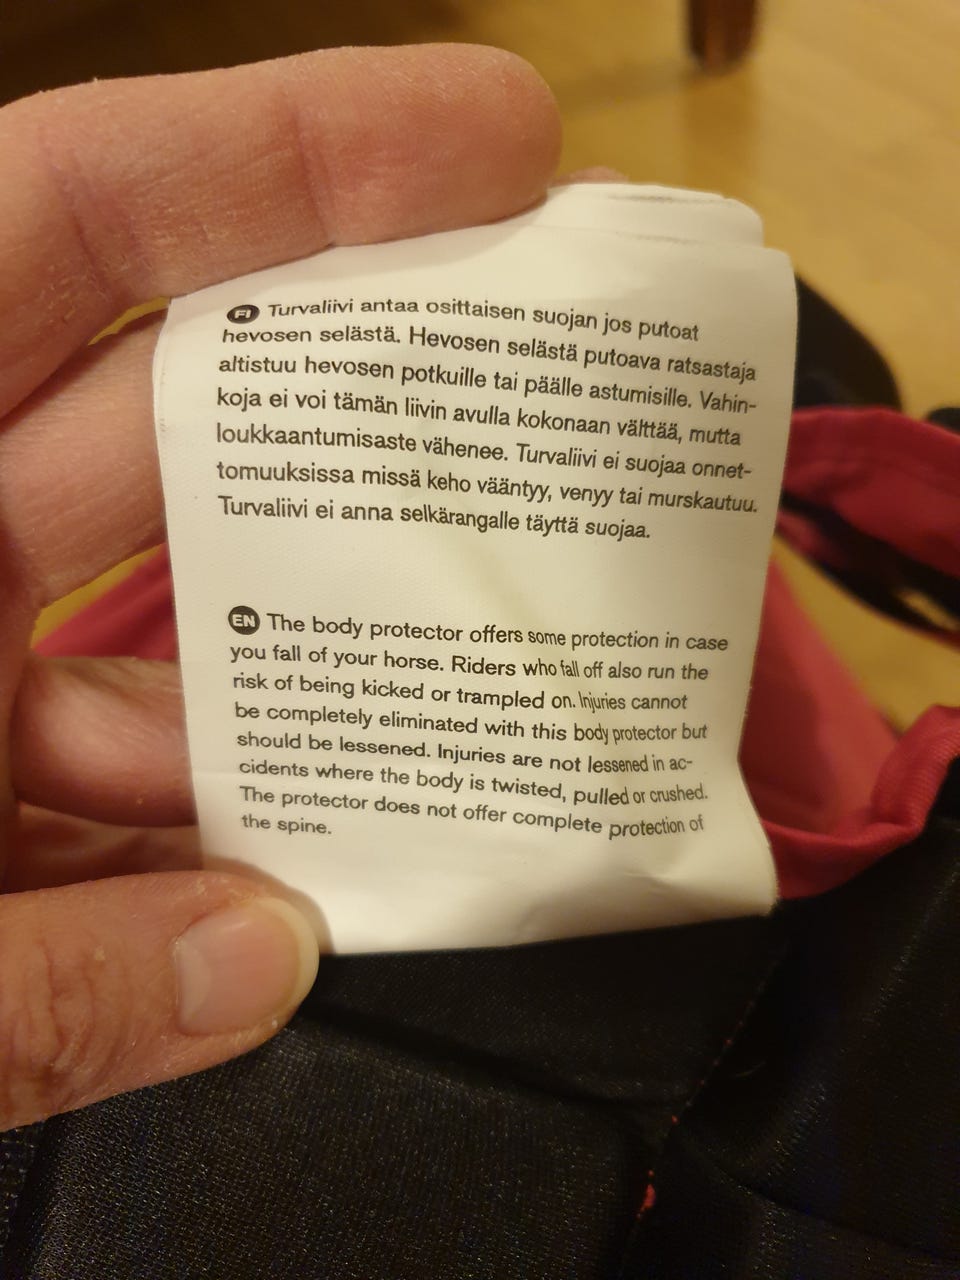 FI Turvaliivi antaa osittaisen suojan jos putoat
hevosen selästä. Hevosen selästä putoava ratsastaja
altistuu hevosen potkuille tai päälle astumisille. Vahin-
koja ei voi tämän liivin avulla kokonaan välttää, mutta
loukkaantumisaste vähenee. Turvaliivi ei suojaa onnet-
tomuuksissa missä keho vääntyy, venyy tai murskautuu.
Turvaliivi ei anna selkärangalle täyttä suojaa.
EN The body protector offers some protection in case
you fall of your horse. Riders who fall off also run the
risk of being kicked or trampled on. Injuries cannot
be completely eliminated with this body protector but
should be lessened. Injuries are not lessened in ac-
cidents where the body is twisted, pulled or crushed.
The protector does not offer complete protection of
the spine.